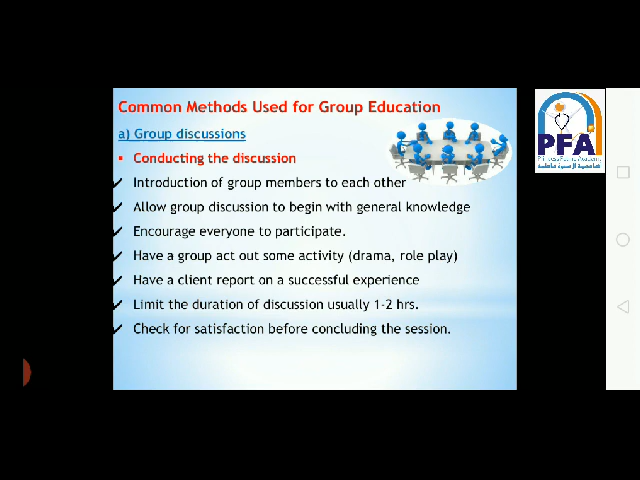 Common Methods Used for Group Education
a) Group discussions
Conducting the discussion
Introduction of group members to each other
Allow group discussion to begin with general knowledge
Encourage everyone to participate.
Have a group act out some activity (drama, role play)
Have a client report on a successful experience
Limit the duration of discussion usually 1-2 hrs.
Check for satisfaction before concluding the session.
PFA
Academy